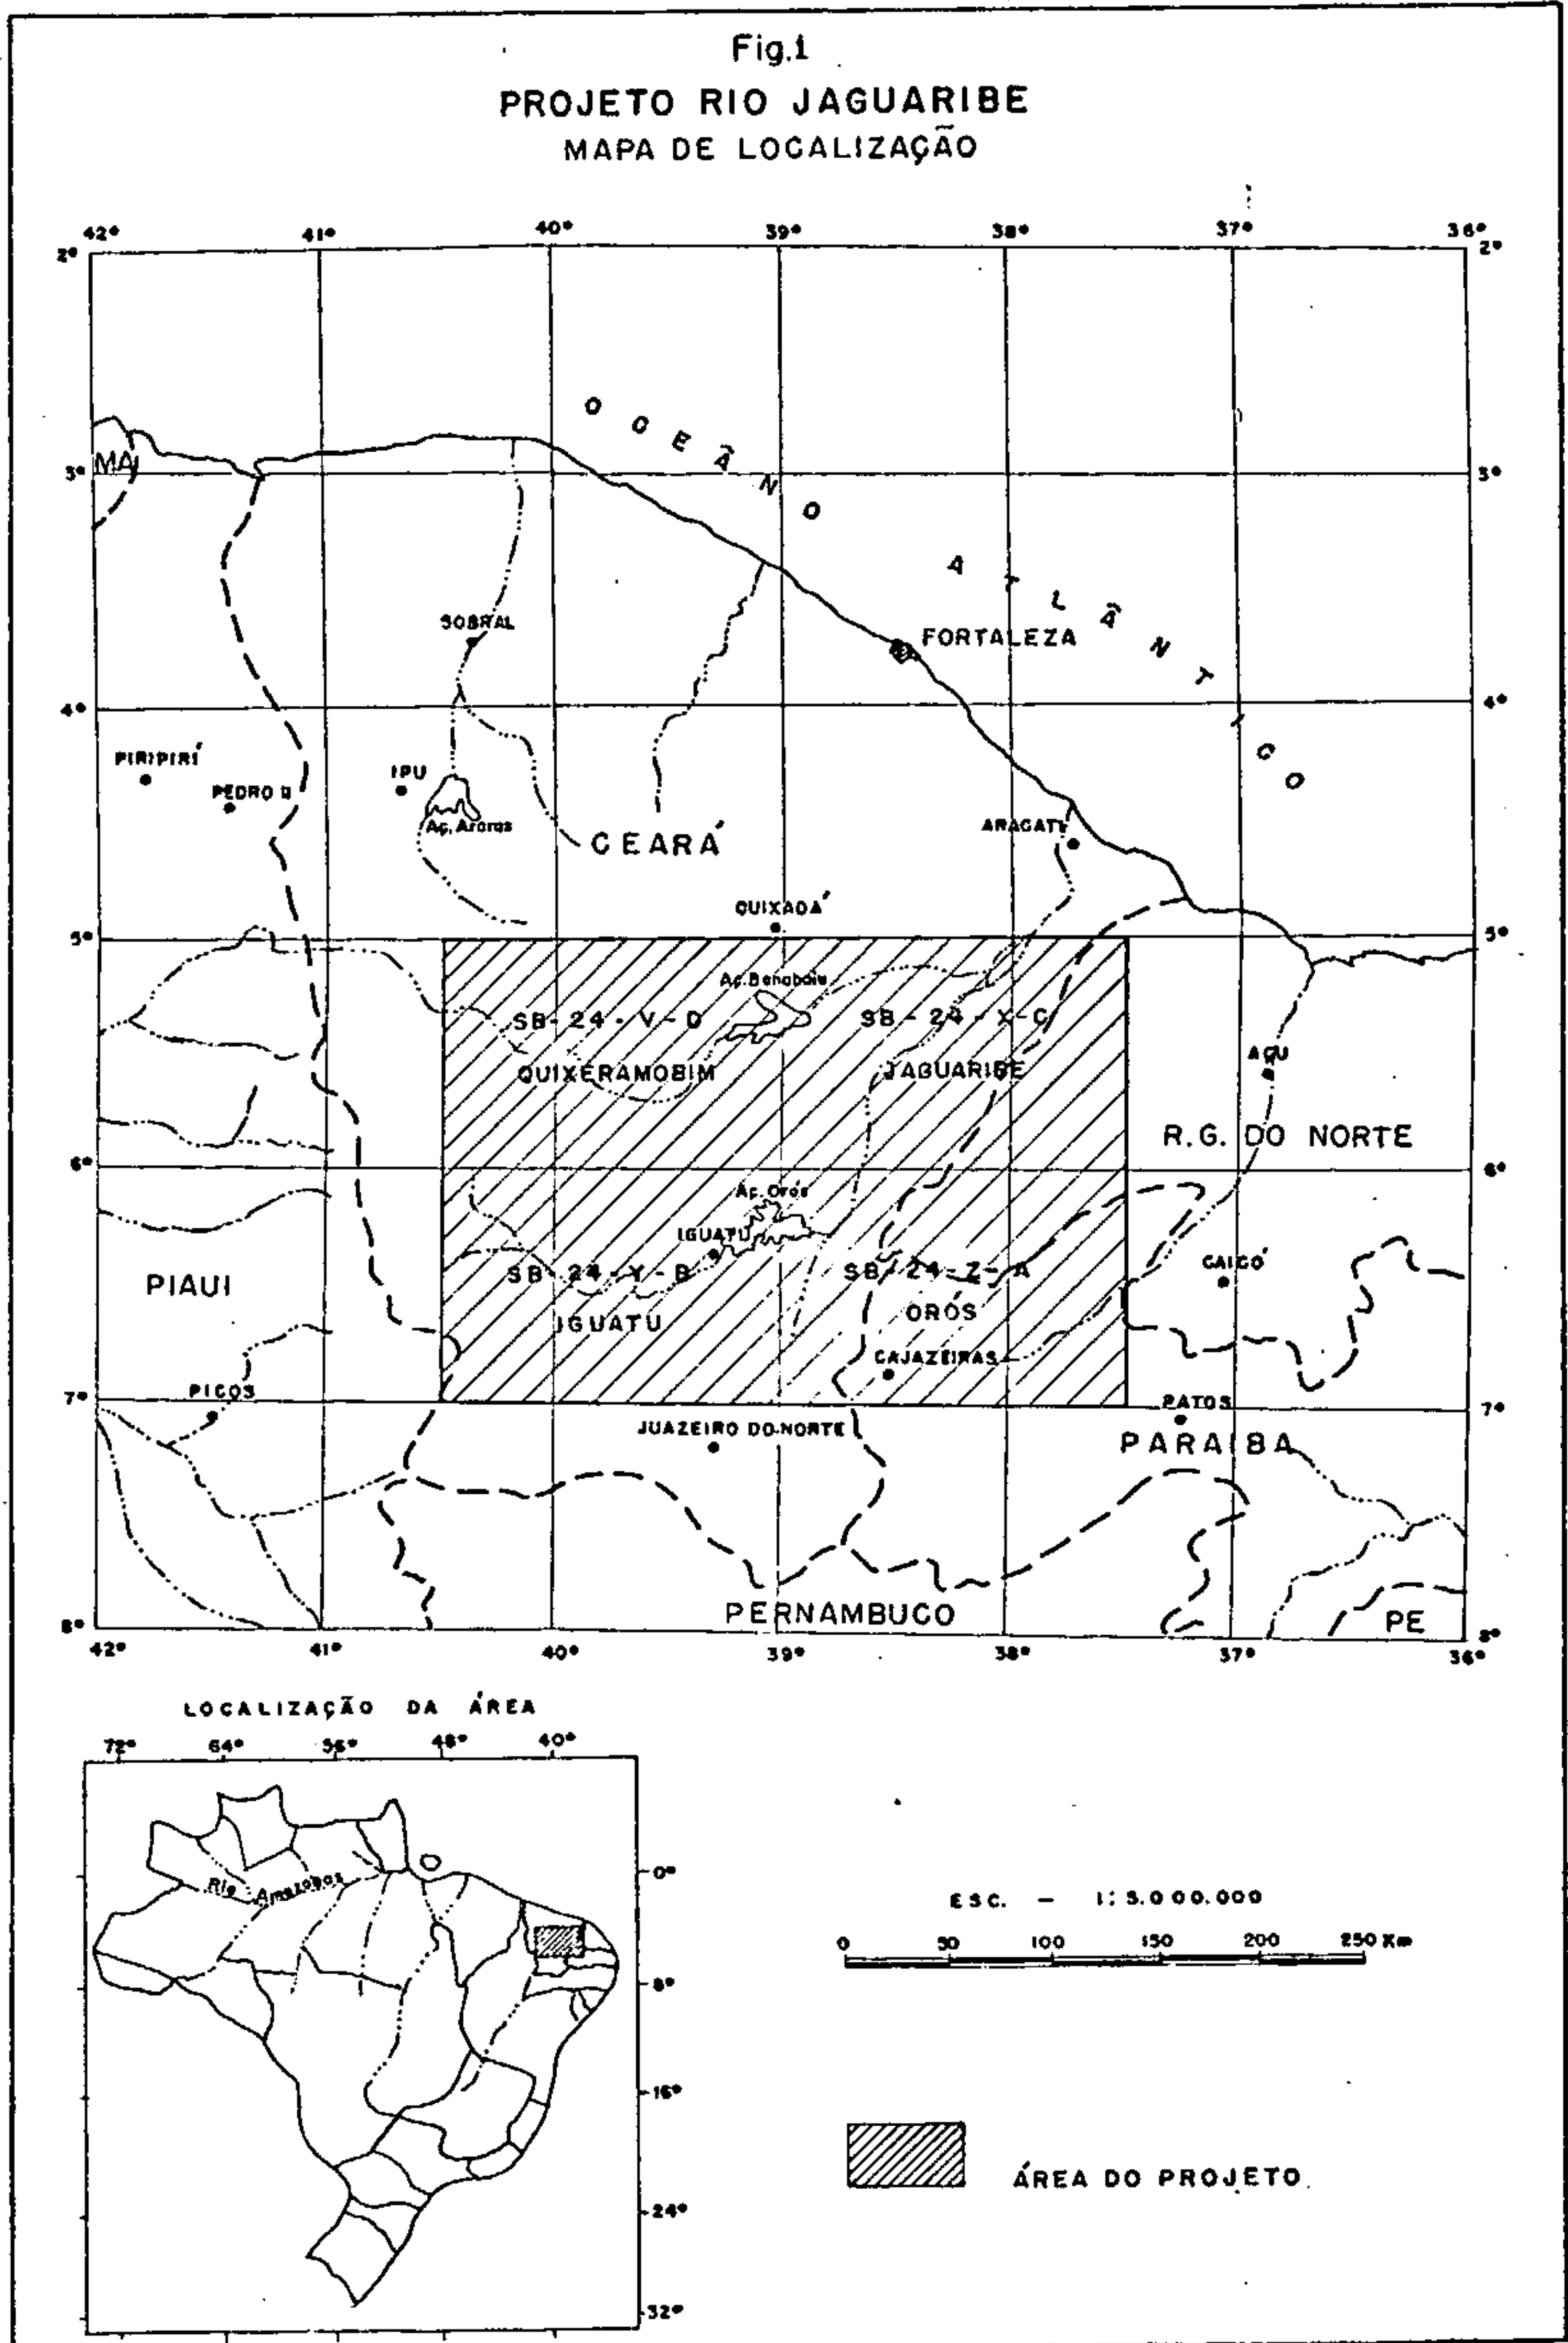 Fig.1
PROJETO RIO JAGUARIBE
MAPA DE LOCALIZAÇÃO
42° 41° 40° 39° 38° 37° 36°
2° 2°
OCEÂNO ATLÂNTICO
MA
3° 3°
SOBRAL
FORTALEZA
4° 4°
PIRIPIRÍ
PEDRO II
IPU
Aç. Araras
CEARÁ
ARACATI
QUIXADÁ
5° 5°
Aç. Banabuiu
SB-24-V-D
SB-24-X-C
QUIXERAMOBIM
JAGUARIBE
AÇU
R.G. DO NORTE
6° 6°
Aç. Orós
IGUATU
SB-24-Y-B
SB-24-Z-A
CAICÓ
PIAUI
ORÓS
IGUATU
CAJAZEIRAS
PICOS
7° 7°
PATOS
JUAZEIRO DO NORTE
PARAIBA
PERNAMBUCO
PE
8° 8°
42° 41° 40° 39° 38° 37° 36°
LOCALIZAÇÃO DA ÁREA
72° 64° 56° 48° 40°
Rio Amazonas
0°
8°
16°
24°
32°
ESC. — 1:5.000.000
0 50 100 150 200 250 Km
ÁREA DO PROJETO